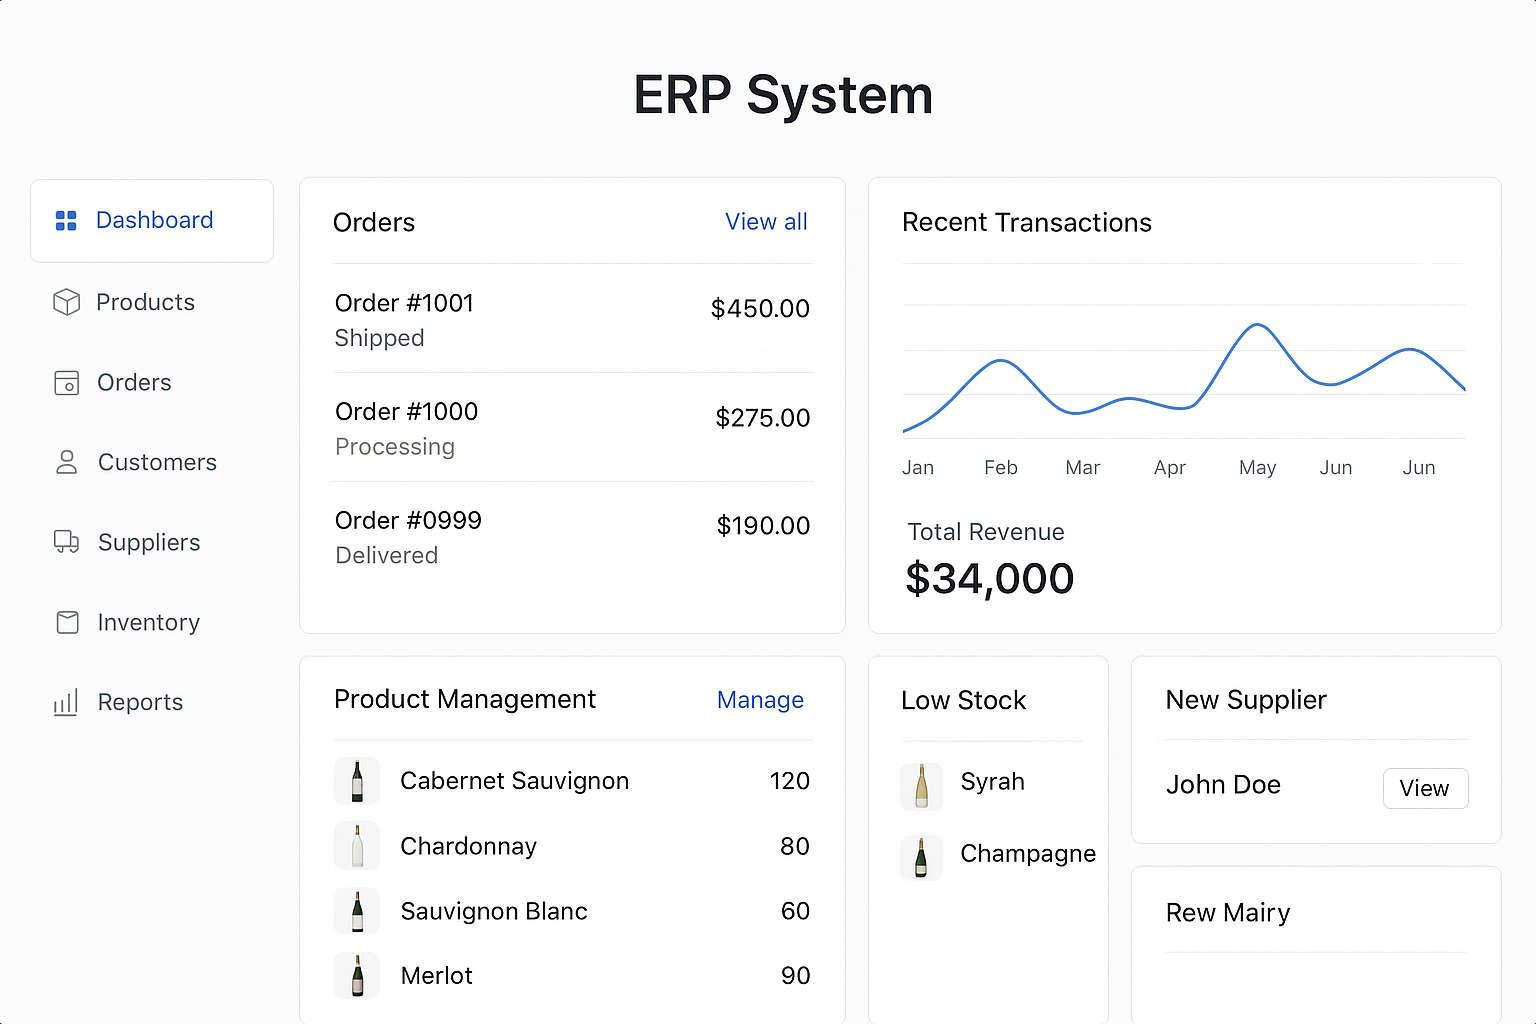 ERP System
Dashboard
Products
Orders
Customers
Suppliers
Inventory
Reports
Orders
View all
Order #1001
$450.00
Shipped
Order #1000
$275.00
Processing
Order #0999
$190.00
Delivered
Recent Transactions
Jan Feb Mar Apr May Jun Jun
Total Revenue
$34,000
Product Management
Manage
Cabernet Sauvignon 120
Chardonnay 80
Sauvignon Blanc 60
Merlot 90
Low Stock
Syrah
Champagne
New Supplier
John Doe
View
Rew Mairy